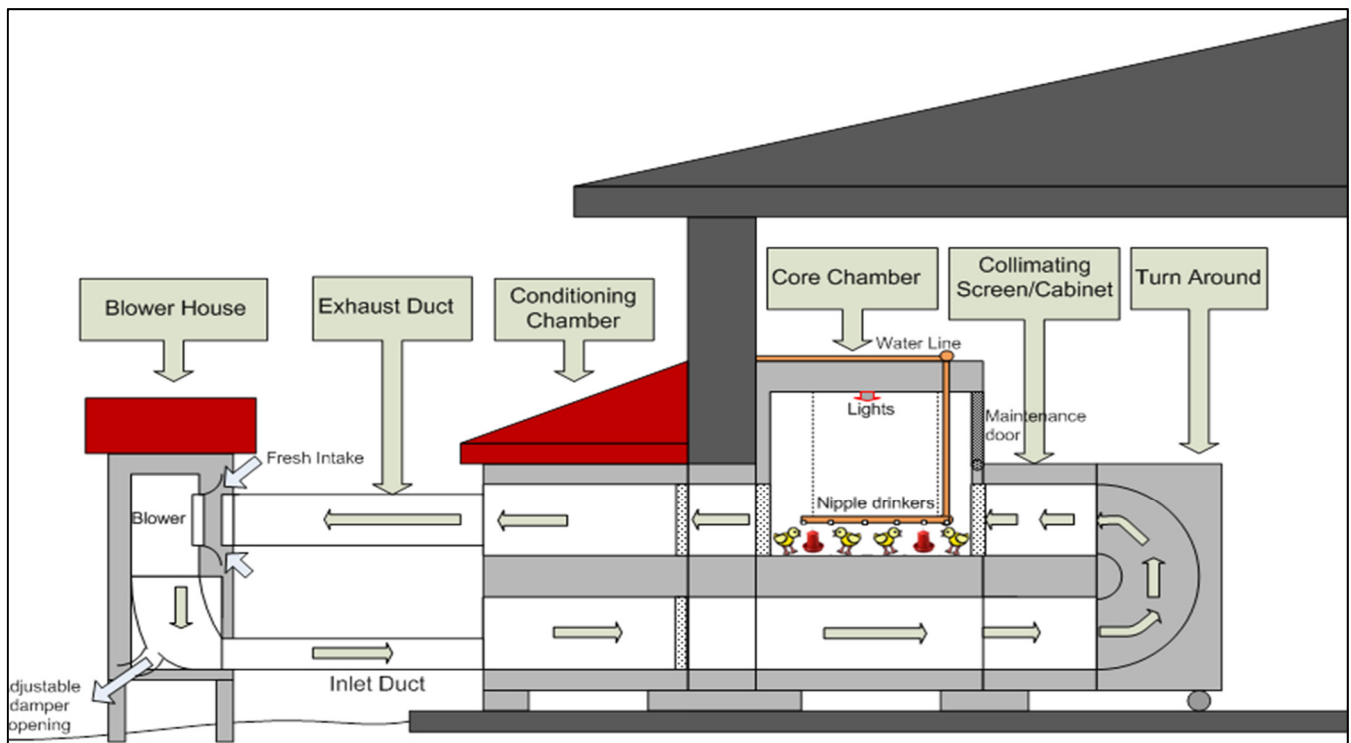 Blower House
Exhaust Duct
Conditioning
Chamber
Core Chamber
Collimating
Screen/Cabinet
Turn Around
Water Line
Lights
Maintenance
door
Fresh Intake
Blower
Nipple drinkers
Inlet Duct
djustable
damper
opening